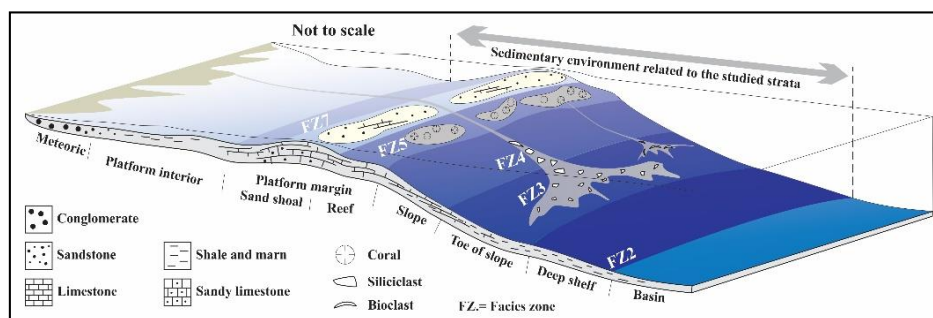 Not to scale
Sedimentary environment related to the studied strata
FZ7
FZ5
FZ4
FZ3
FZ2
Meteoric
Platform interior
Platform margin
Sand shoal
Reef
Slope
Toe of slope
Deep shelf
Basin
Conglomerate
Sandstone
Shale and marn
Coral
Siliciclast
Limestone
Sandy limestone
Bioclast
FZ.= Facies zone